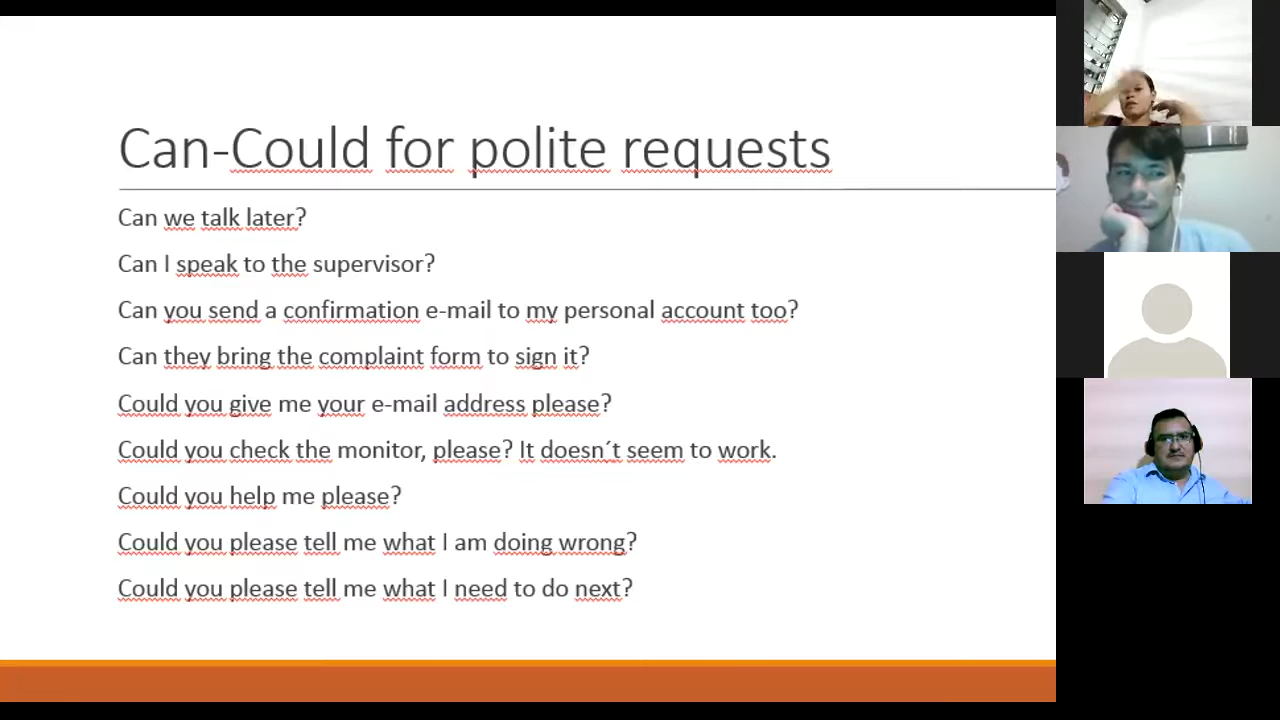 Can-Could for polite requests
Can we talk later?
Can I speak to the supervisor?
Can you send a confirmation e-mail to my personal account too?
Can they bring the complaint form to sign it?
Could you give me your e-mail address please?
Could you check the monitor, please? It doesn´t seem to work.
Could you help me please?
Could you please tell me what I am doing wrong?
Could you please tell me what I need to do next?